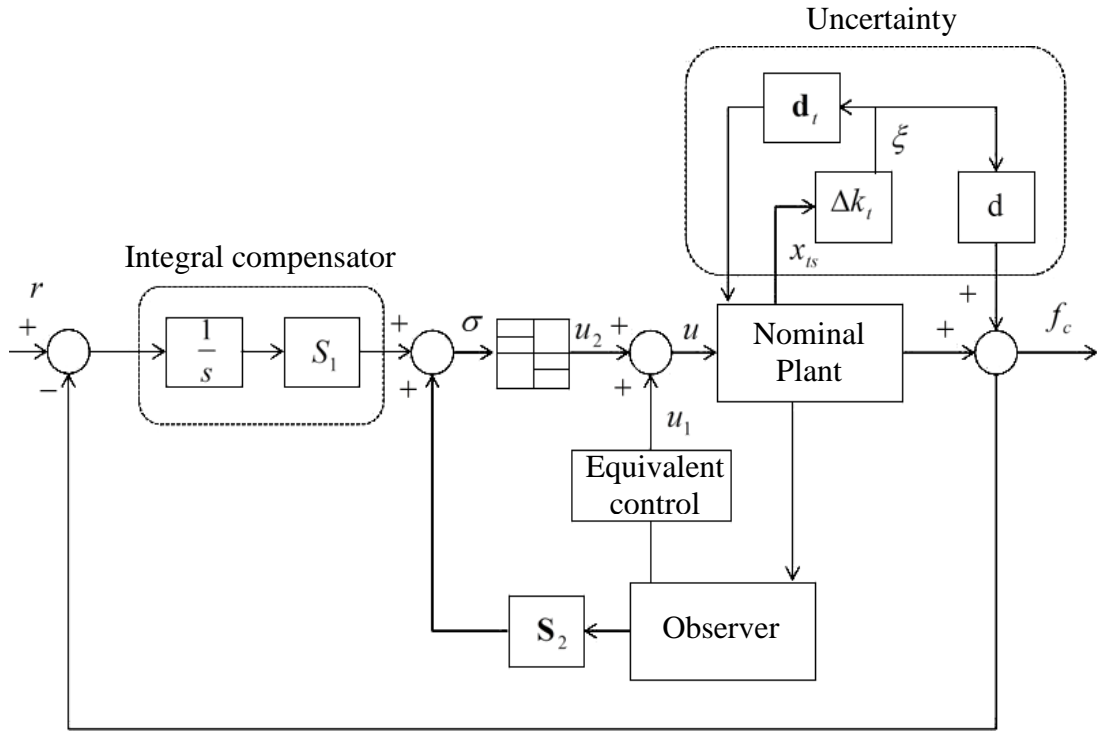 Uncertainty
d_t
ξ
Δk_t
d
x_ts
Integral compensator
r
+
−
1
s
S_1
+
+
σ
u_2
+
+
u
Nominal
Plant
+
+
f_c
u_1
Equivalent
control
S_2
Observer